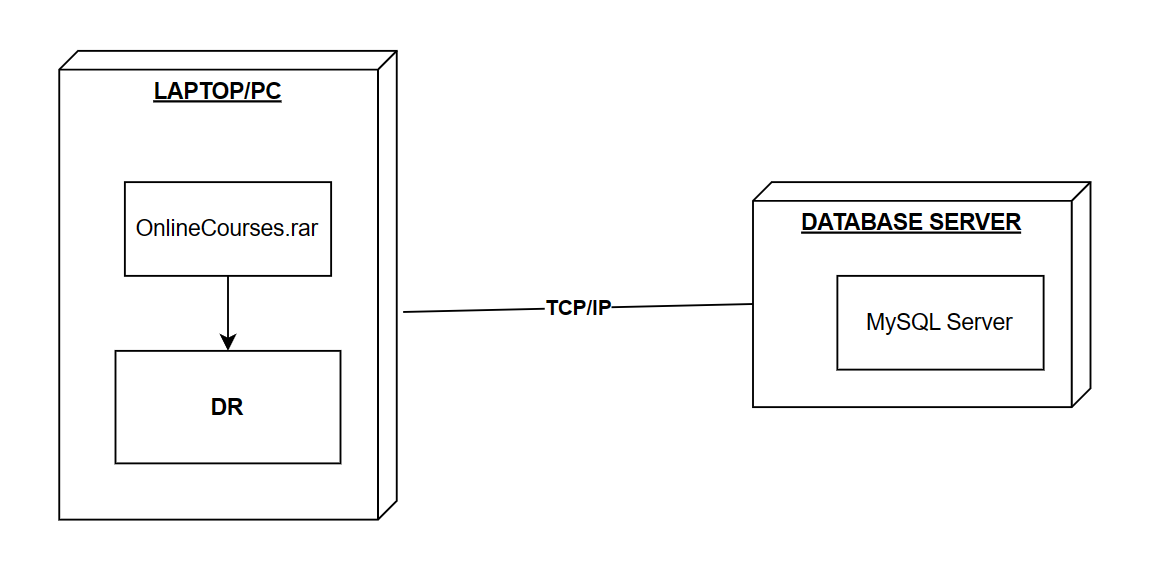 LAPTOP/PC
OnlineCourses.rar
DR
TCP/IP
DATABASE SERVER
MySQL Server